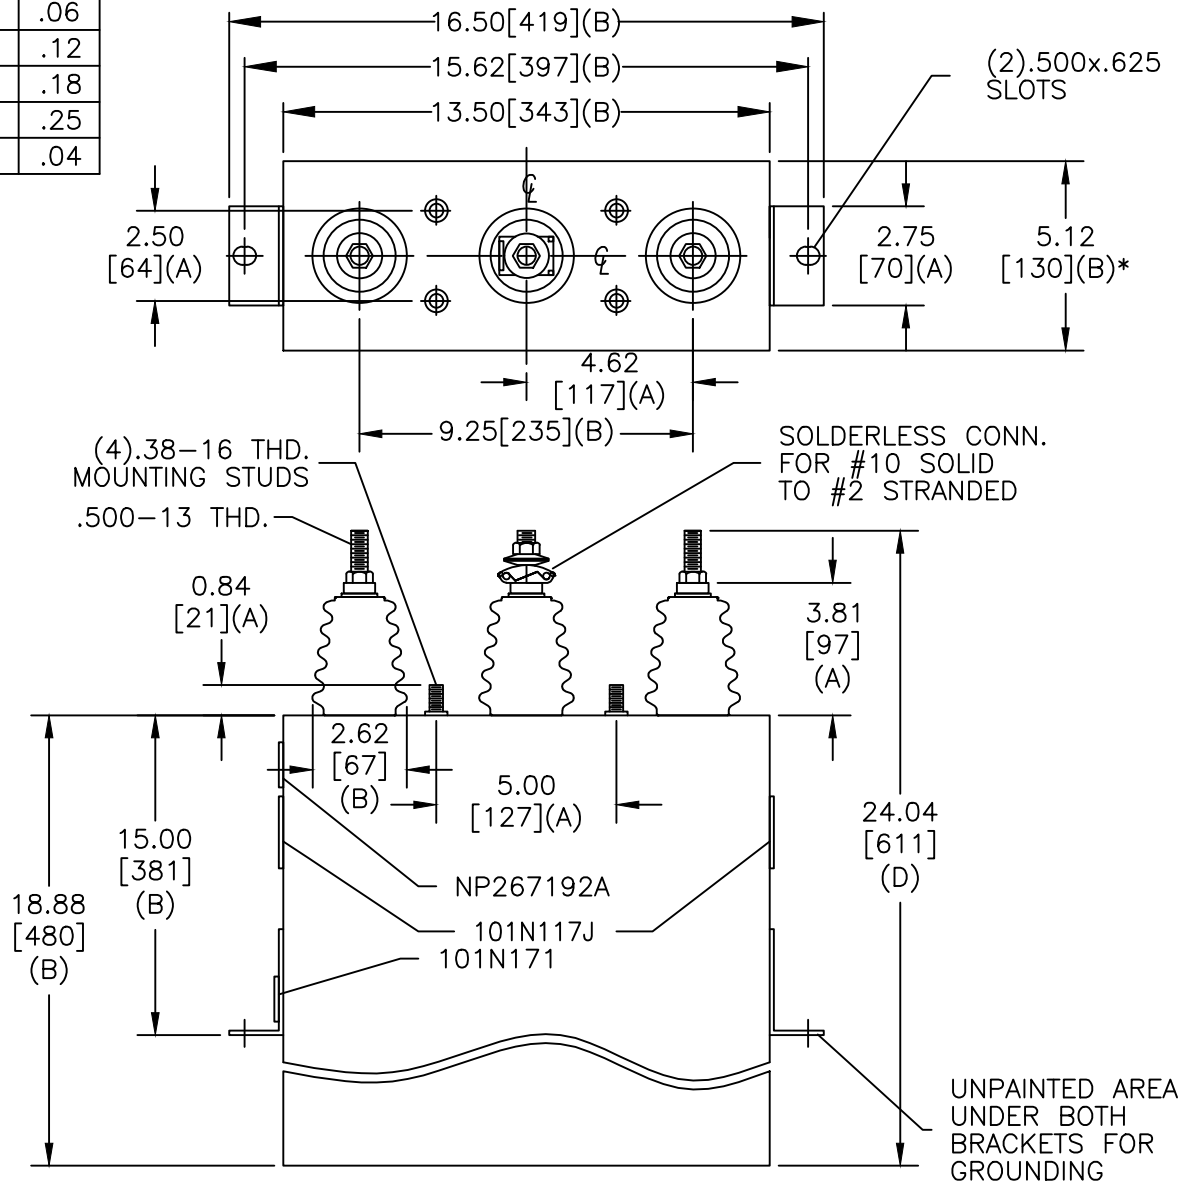 .06
.12
.18
.25
.04
16.50[419](B)
15.62[397](B)
13.50[343](B)
(2).500x.625
SLOTS
CL
CL
2.50
[64](A)
2.75
[70](A)
5.12
[130](B)*
4.62
[117](A)
9.25[235](B)
(4).38-16 THD.
MOUNTING STUDS
.500-13 THD.
SOLDERLESS CONN.
FOR #10 SOLID
TO #2 STRANDED
0.84
[21](A)
3.81
[97]
(A)
2.62
[67]
(B)
5.00
[127](A)
15.00
[381]
(B)
18.88
[480]
(B)
24.04
[611]
(D)
NP267192A
101N117J
101N171
UNPAINTED AREA
UNDER BOTH
BRACKETS FOR
GROUNDING